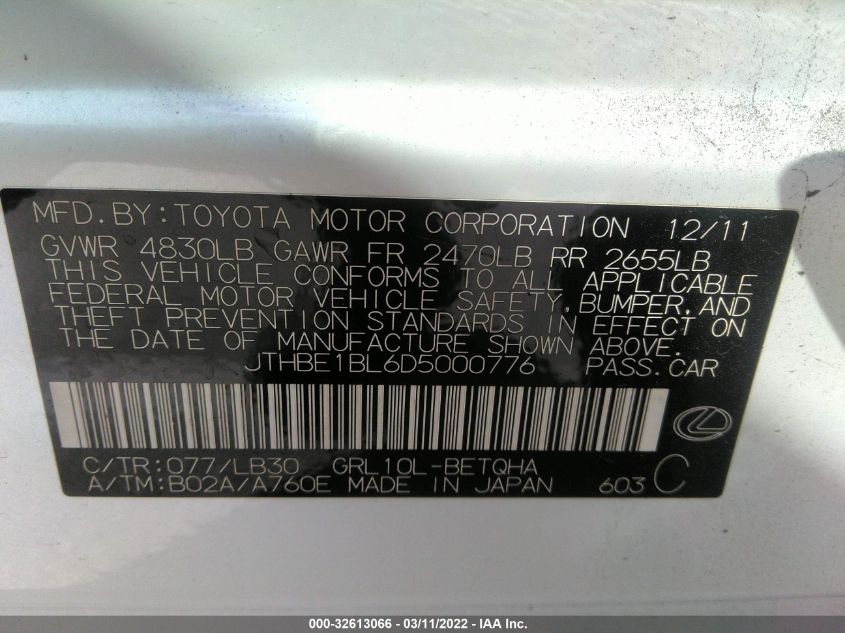 MFD.BY:TOYOTA MOTOR CORPORATION 12/11
GVWR 4830LB GAWR FR 2470LB RR 2655LB
THIS VEHICLE CONFORMS TO ALL APPLICABLE
FEDERAL MOTOR VEHICLE SAFETY,BUMPER,AND
THEFT PREVENTION STANDARDS IN EFFECT ON
THE DATE OF MANUFACTURE SHOWN ABOVE.
JTHBE1BL6D5000776 PASS.CAR
C/TR:077/LB30 GRL10L-BETQHA
A/TM:B02A/A760E MADE IN JAPAN 603 C
000-32613066 - 03/11/2022 - IAA Inc.